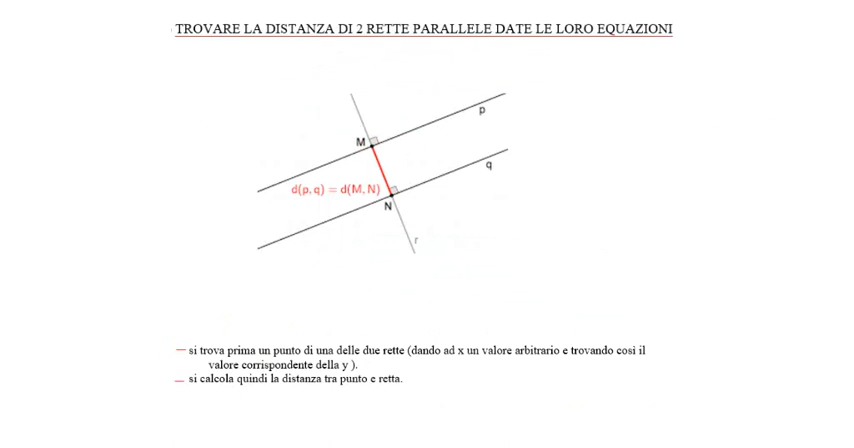 TROVARE LA DISTANZA DI 2 RETTE PARALLELE DATE LE LORO EQUAZIONI
p
M
q
d(p,q) = d(M,N)
N
r
si trova prima un punto di una delle due rette (dando ad x un valore arbitrario e trovando cosi il
valore corrispondente della y ).
si calcola quindi la distanza tra punto e retta.